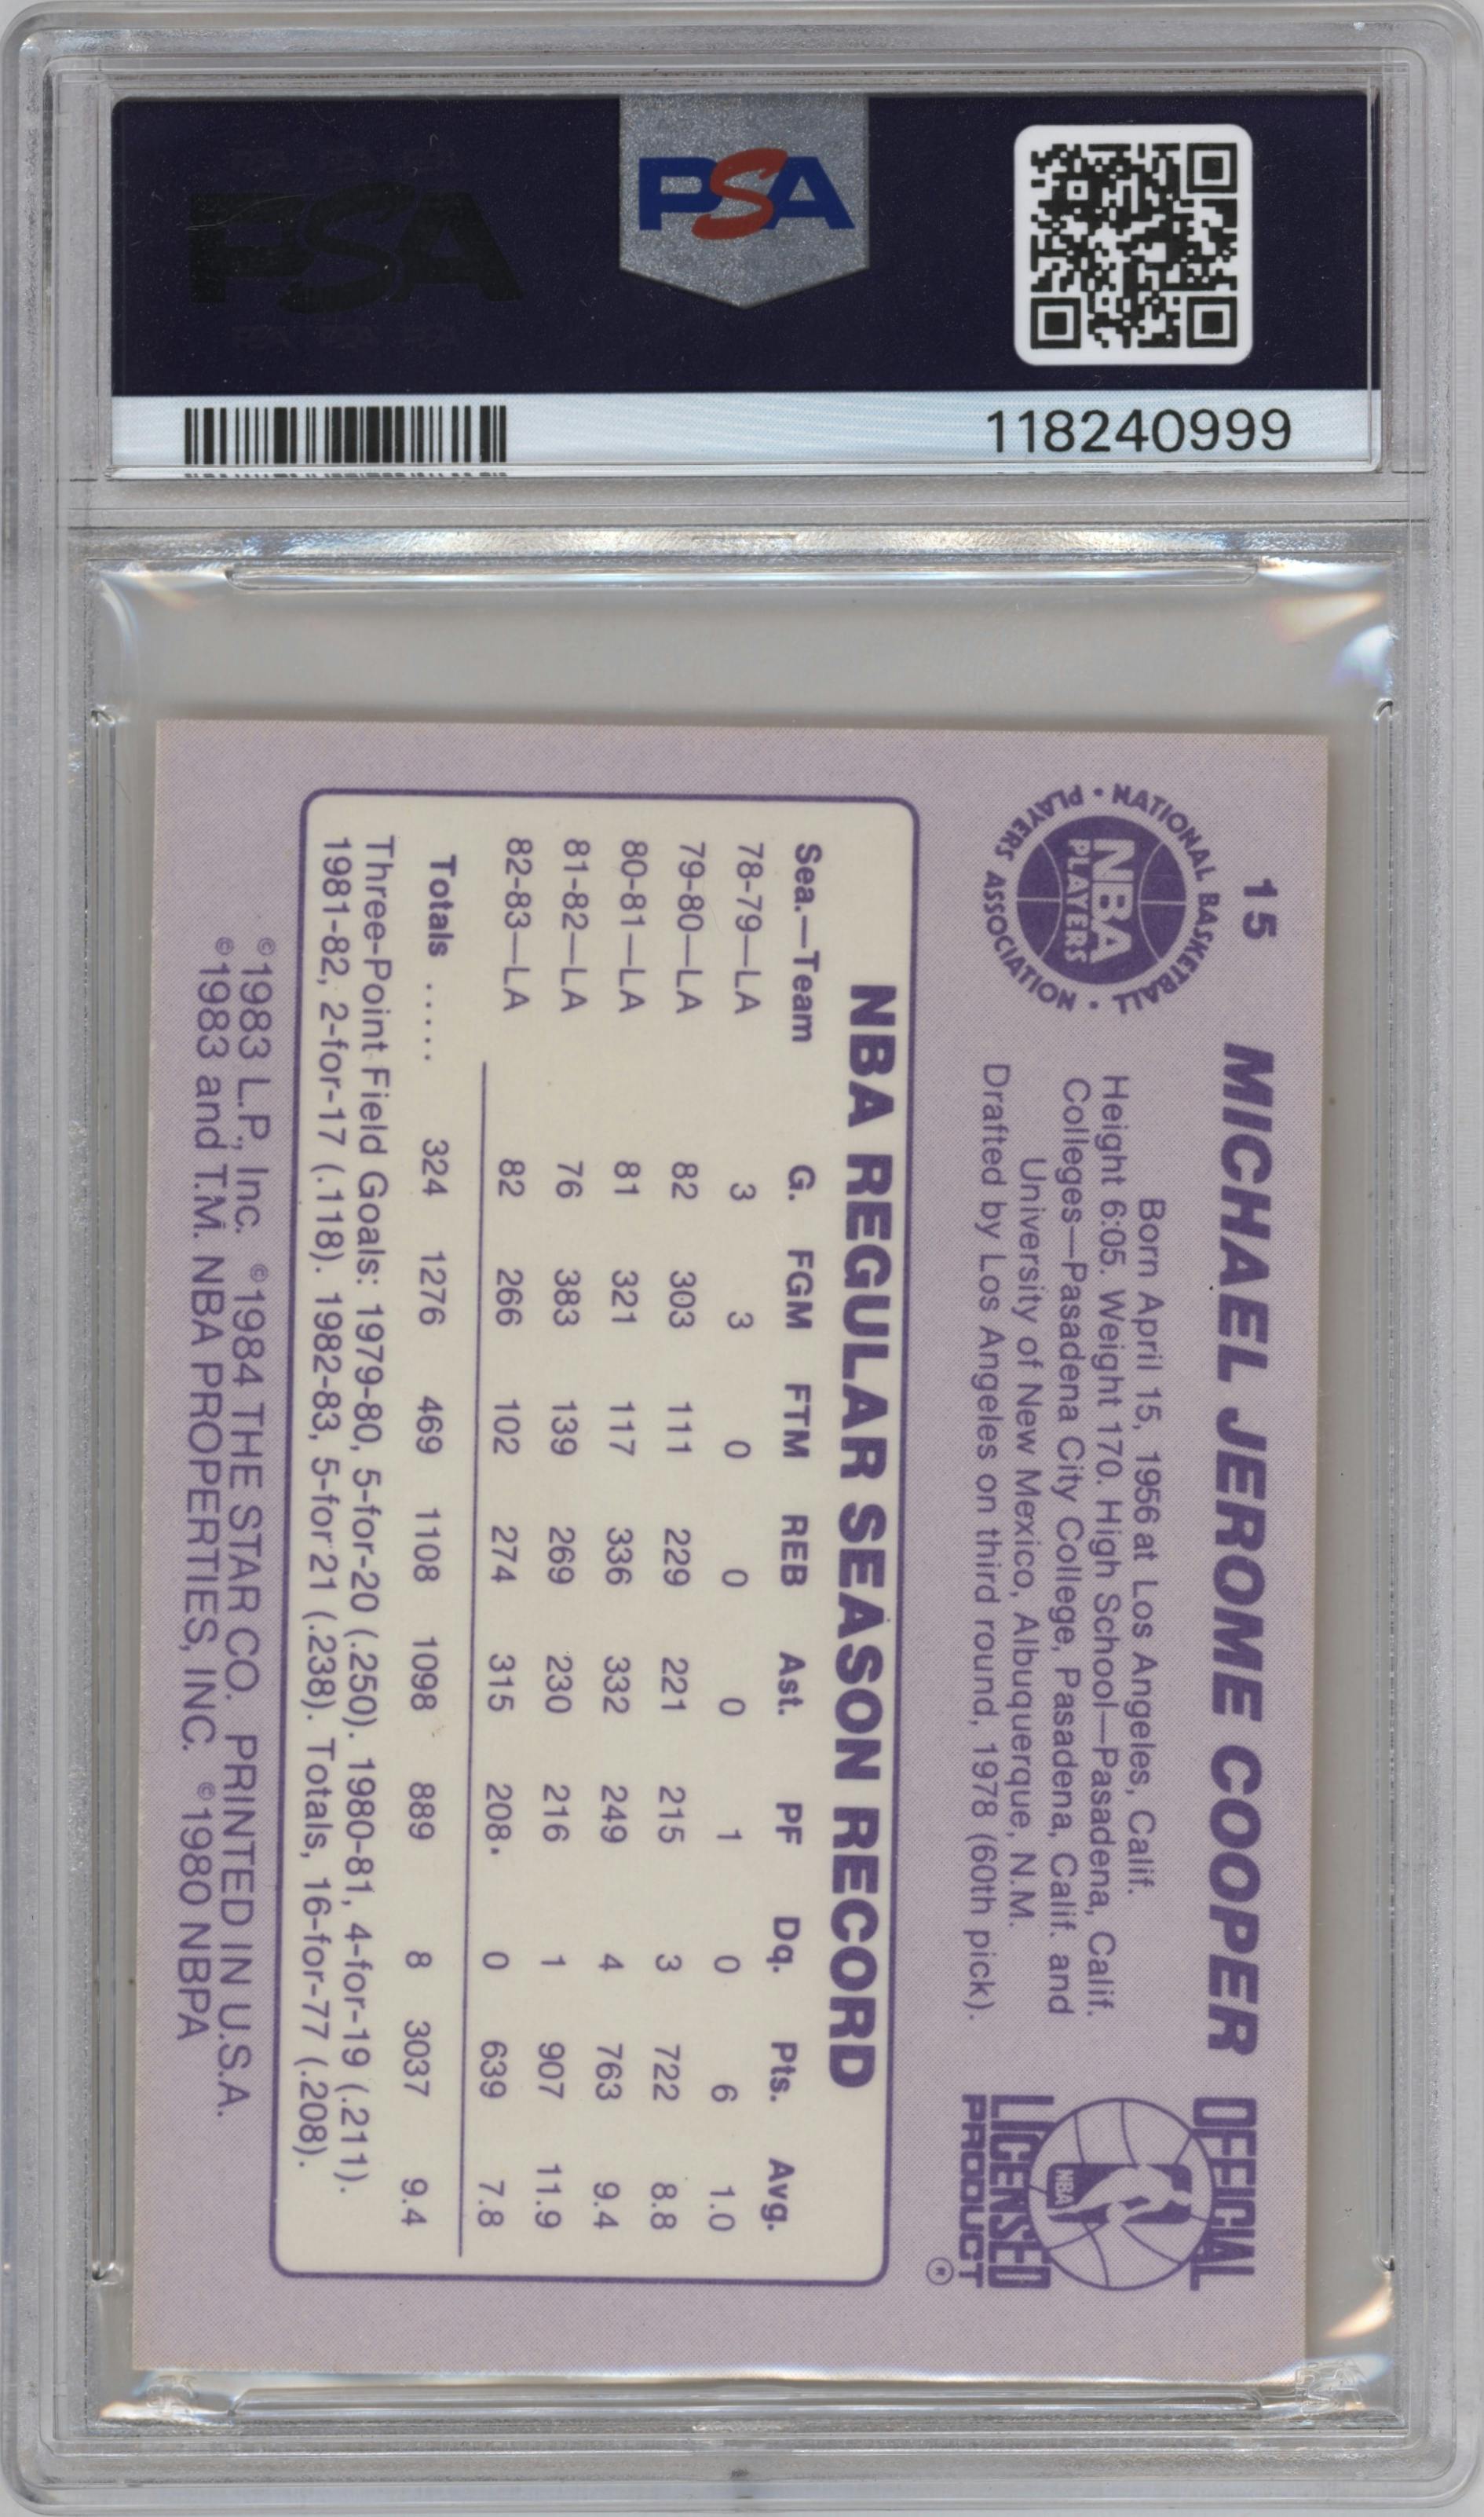 PSA
PSA
118240999
15 MICHAEL JEROME COOPER
NATIONAL BASKETBALL PLAYERS ASSOCIATION
NBA
PLAYERS
Born April 15, 1956 at Los Angeles, Calif.
Height 6:05. Weight 170. High School—Pasadena, Calif.
Colleges—Pasadena City College, Pasadena, Calif. and
University of New Mexico, Albuquerque, N.M.
Drafted by Los Angeles on third round, 1978 (60th pick).
OFFICIAL
NBA
LICENSED
PRODUCT
®
NBA REGULAR SEASON RECORD
Sea.—Team G. FGM FTM REB Ast. PF Dq. Pts. Avg.
78-79—LA 3 3 0 0 0 1 0 6 1.0
79-80—LA 82 303 111 229 221 215 3 722 8.8
80-81—LA 81 321 117 336 332 249 4 763 9.4
81-82—LA 76 383 139 269 230 216 1 907 11.9
82-83—LA 82 266 102 274 315 208. 0 639 7.8
Totals ..... 324 1276 469 1108 1098 889 8 3037 9.4
Three-Point Field Goals: 1979-80, 5-for-20 (.250). 1980-81, 4-for-19 (.211).
1981-82, 2-for-17 (.118). 1982-83, 5-for 21 (.238). Totals, 16-for-77 (.208).
©1983 L.P., Inc. ©1984 THE STAR CO. PRINTED IN U.S.A.
©1983 and T.M. NBA PROPERTIES, INC. ©1980 NBPA